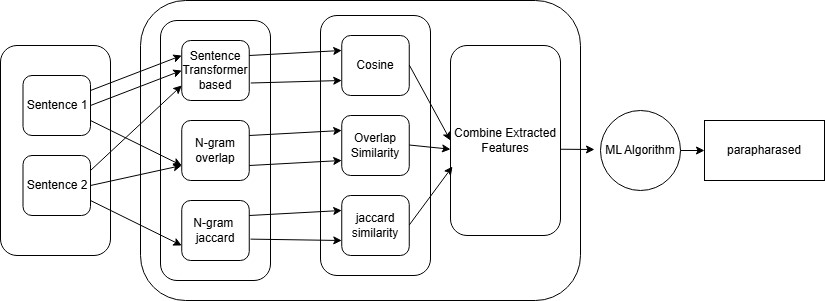 Sentence 1
Sentence 2
Sentence
Transformer
based
N-gram
overlap
N-gram
jaccard
Cosine
Overlap
Similarity
jaccard
similarity
Combine Extracted
Features
ML Algorithm
parapharased